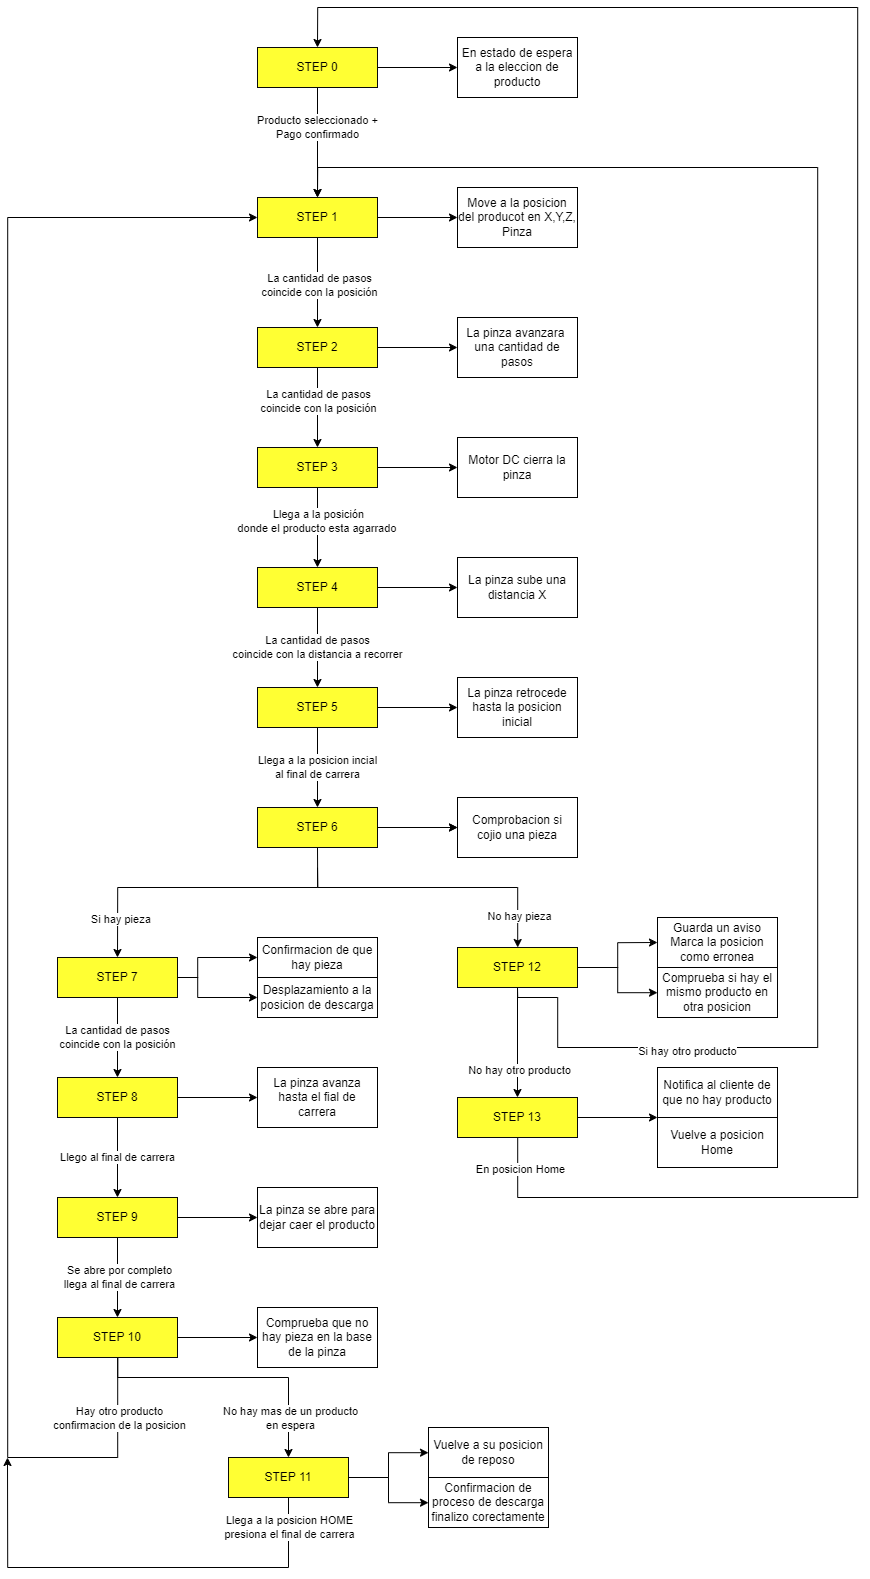 STEP 0
En estado de espera
a la eleccion de
producto
Producto seleccionado +
Pago confirmado
STEP 1
Move a la posicion
del producot en X,Y,Z,
Pinza
La cantidad de pasos
coincide con la posición
STEP 2
La pinza avanzara
una cantidad de
pasos
La cantidad de pasos
coincide con la posición
STEP 3
Motor DC cierra la
pinza
Llega a la posición
donde el producto esta agarrado
STEP 4
La pinza sube una
distancia X
La cantidad de pasos
coincide con la distancia a recorrer
STEP 5
La pinza retrocede
hasta la posicion
inicial
Llega a la posicion incial
al final de carrera
STEP 6
Comprobacion si
cojio una pieza
Si hay pieza
No hay pieza
STEP 7
Confirmacion de que
hay pieza
Desplazamiento a la
posicion de descarga
STEP 12
Guarda un aviso
Marca la posicion
como erronea
Comprueba si hay el
mismo producto en
otra posicion
La cantidad de pasos
coincide con la posición
Si hay otro producto
No hay otro producto
STEP 8
La pinza avanza
hasta el fial de
carrera
STEP 13
Notifica al cliente de
que no hay producto
Vuelve a posicion
Home
Llego al final de carrera
En posicion Home
STEP 9
La pinza se abre para
dejar caer el producto
Se abre por completo
llega al final de carrera
STEP 10
Comprueba que no
hay pieza en la base
de la pinza
Hay otro producto
confirmacion de la posicion
No hay mas de un producto
en espera
STEP 11
Vuelve a su posicion
de reposo
Confirmacion de
proceso de descarga
finalizo corectamente
Llega a la posicion HOME
presiona el final de carrera